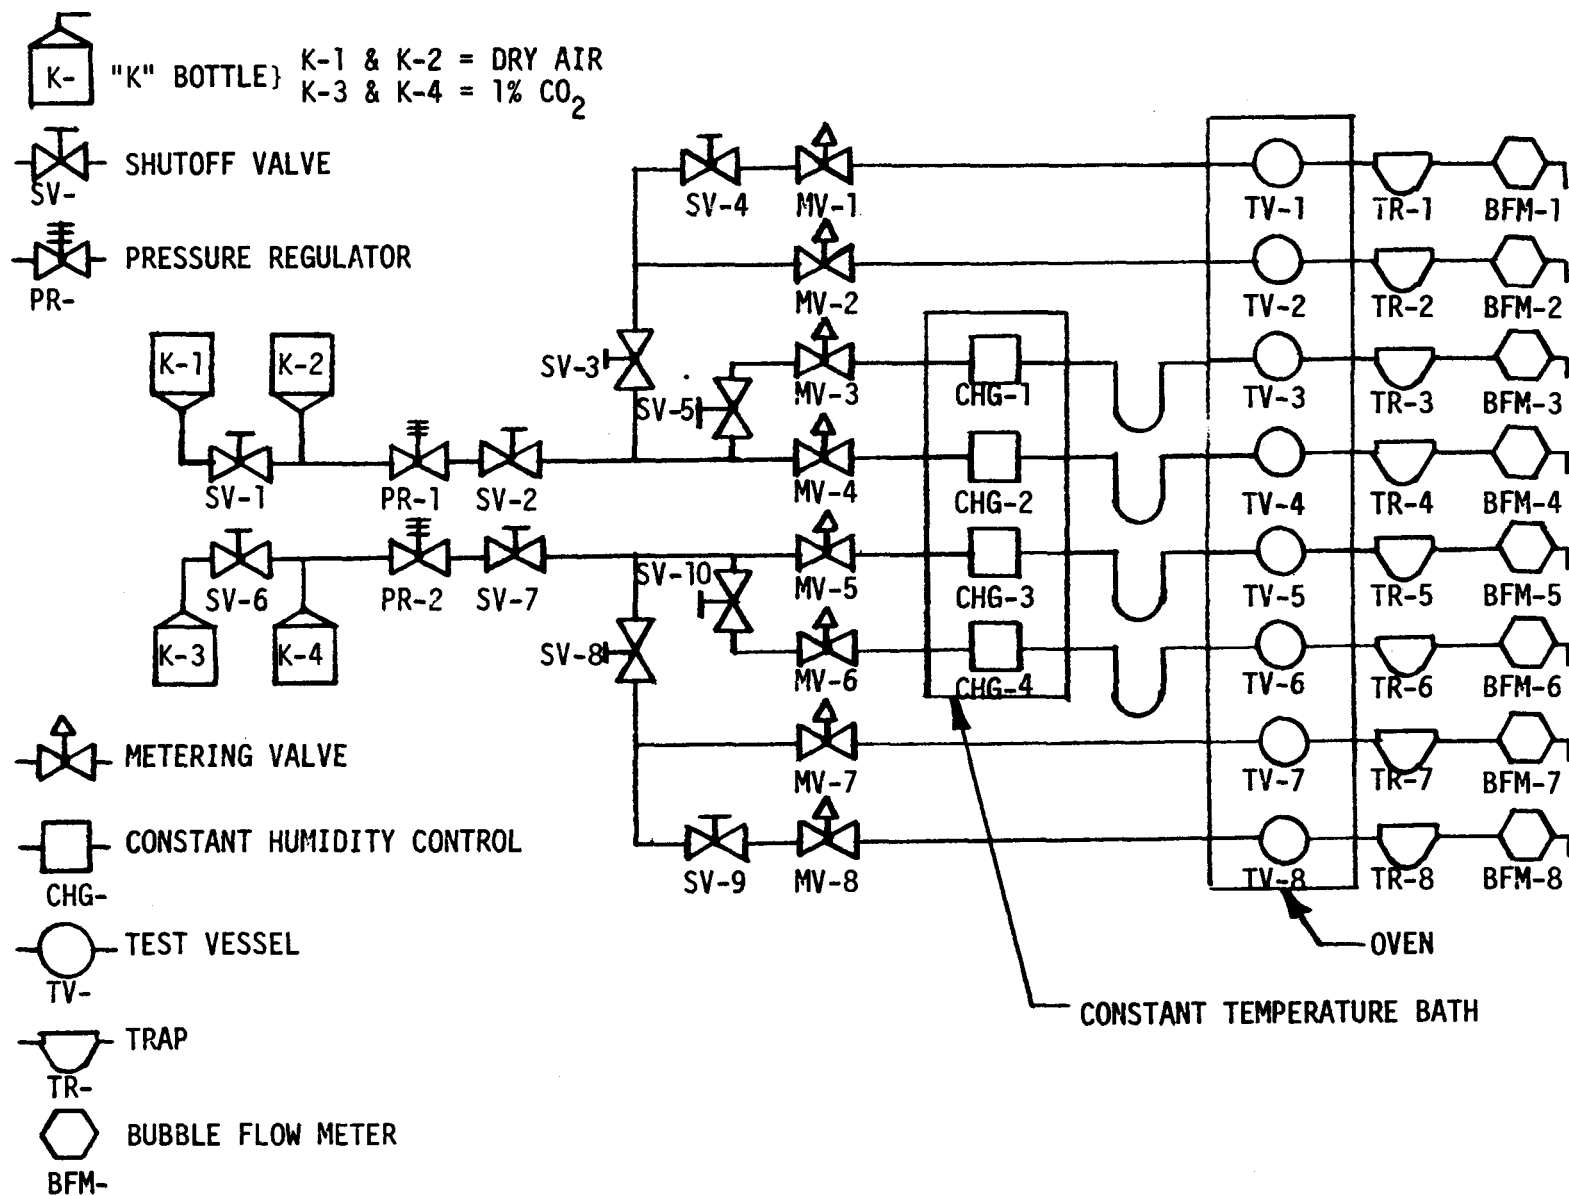 K-
"K" BOTTLE}
K-1 & K-2 = DRY AIR
K-3 & K-4 = 1% CO2
SHUTOFF VALVE
SV-
PRESSURE REGULATOR
PR-
SV-4
MV-1
TV-1
TR-1
BFM-1
MV-2
TV-2
TR-2
BFM-2
K-1
K-2
SV-3
SV-5
MV-3
CHG-1
TV-3
TR-3
BFM-3
SV-1
PR-1
SV-2
MV-4
CHG-2
TV-4
TR-4
BFM-4
SV-6
PR-2
SV-7
SV-10
MV-5
CHG-3
TV-5
TR-5
BFM-5
K-3
K-4
SV-8
MV-6
CHG-4
TV-6
TR-6
BFM-6
METERING VALVE
MV-7
TV-7
TR-7
BFM-7
CONSTANT HUMIDITY CONTROL
CHG-
SV-9
MV-8
TV-8
TR-8
BFM-8
TEST VESSEL
TV-
OVEN
CONSTANT TEMPERATURE BATH
TRAP
TR-
BUBBLE FLOW METER
BFM-